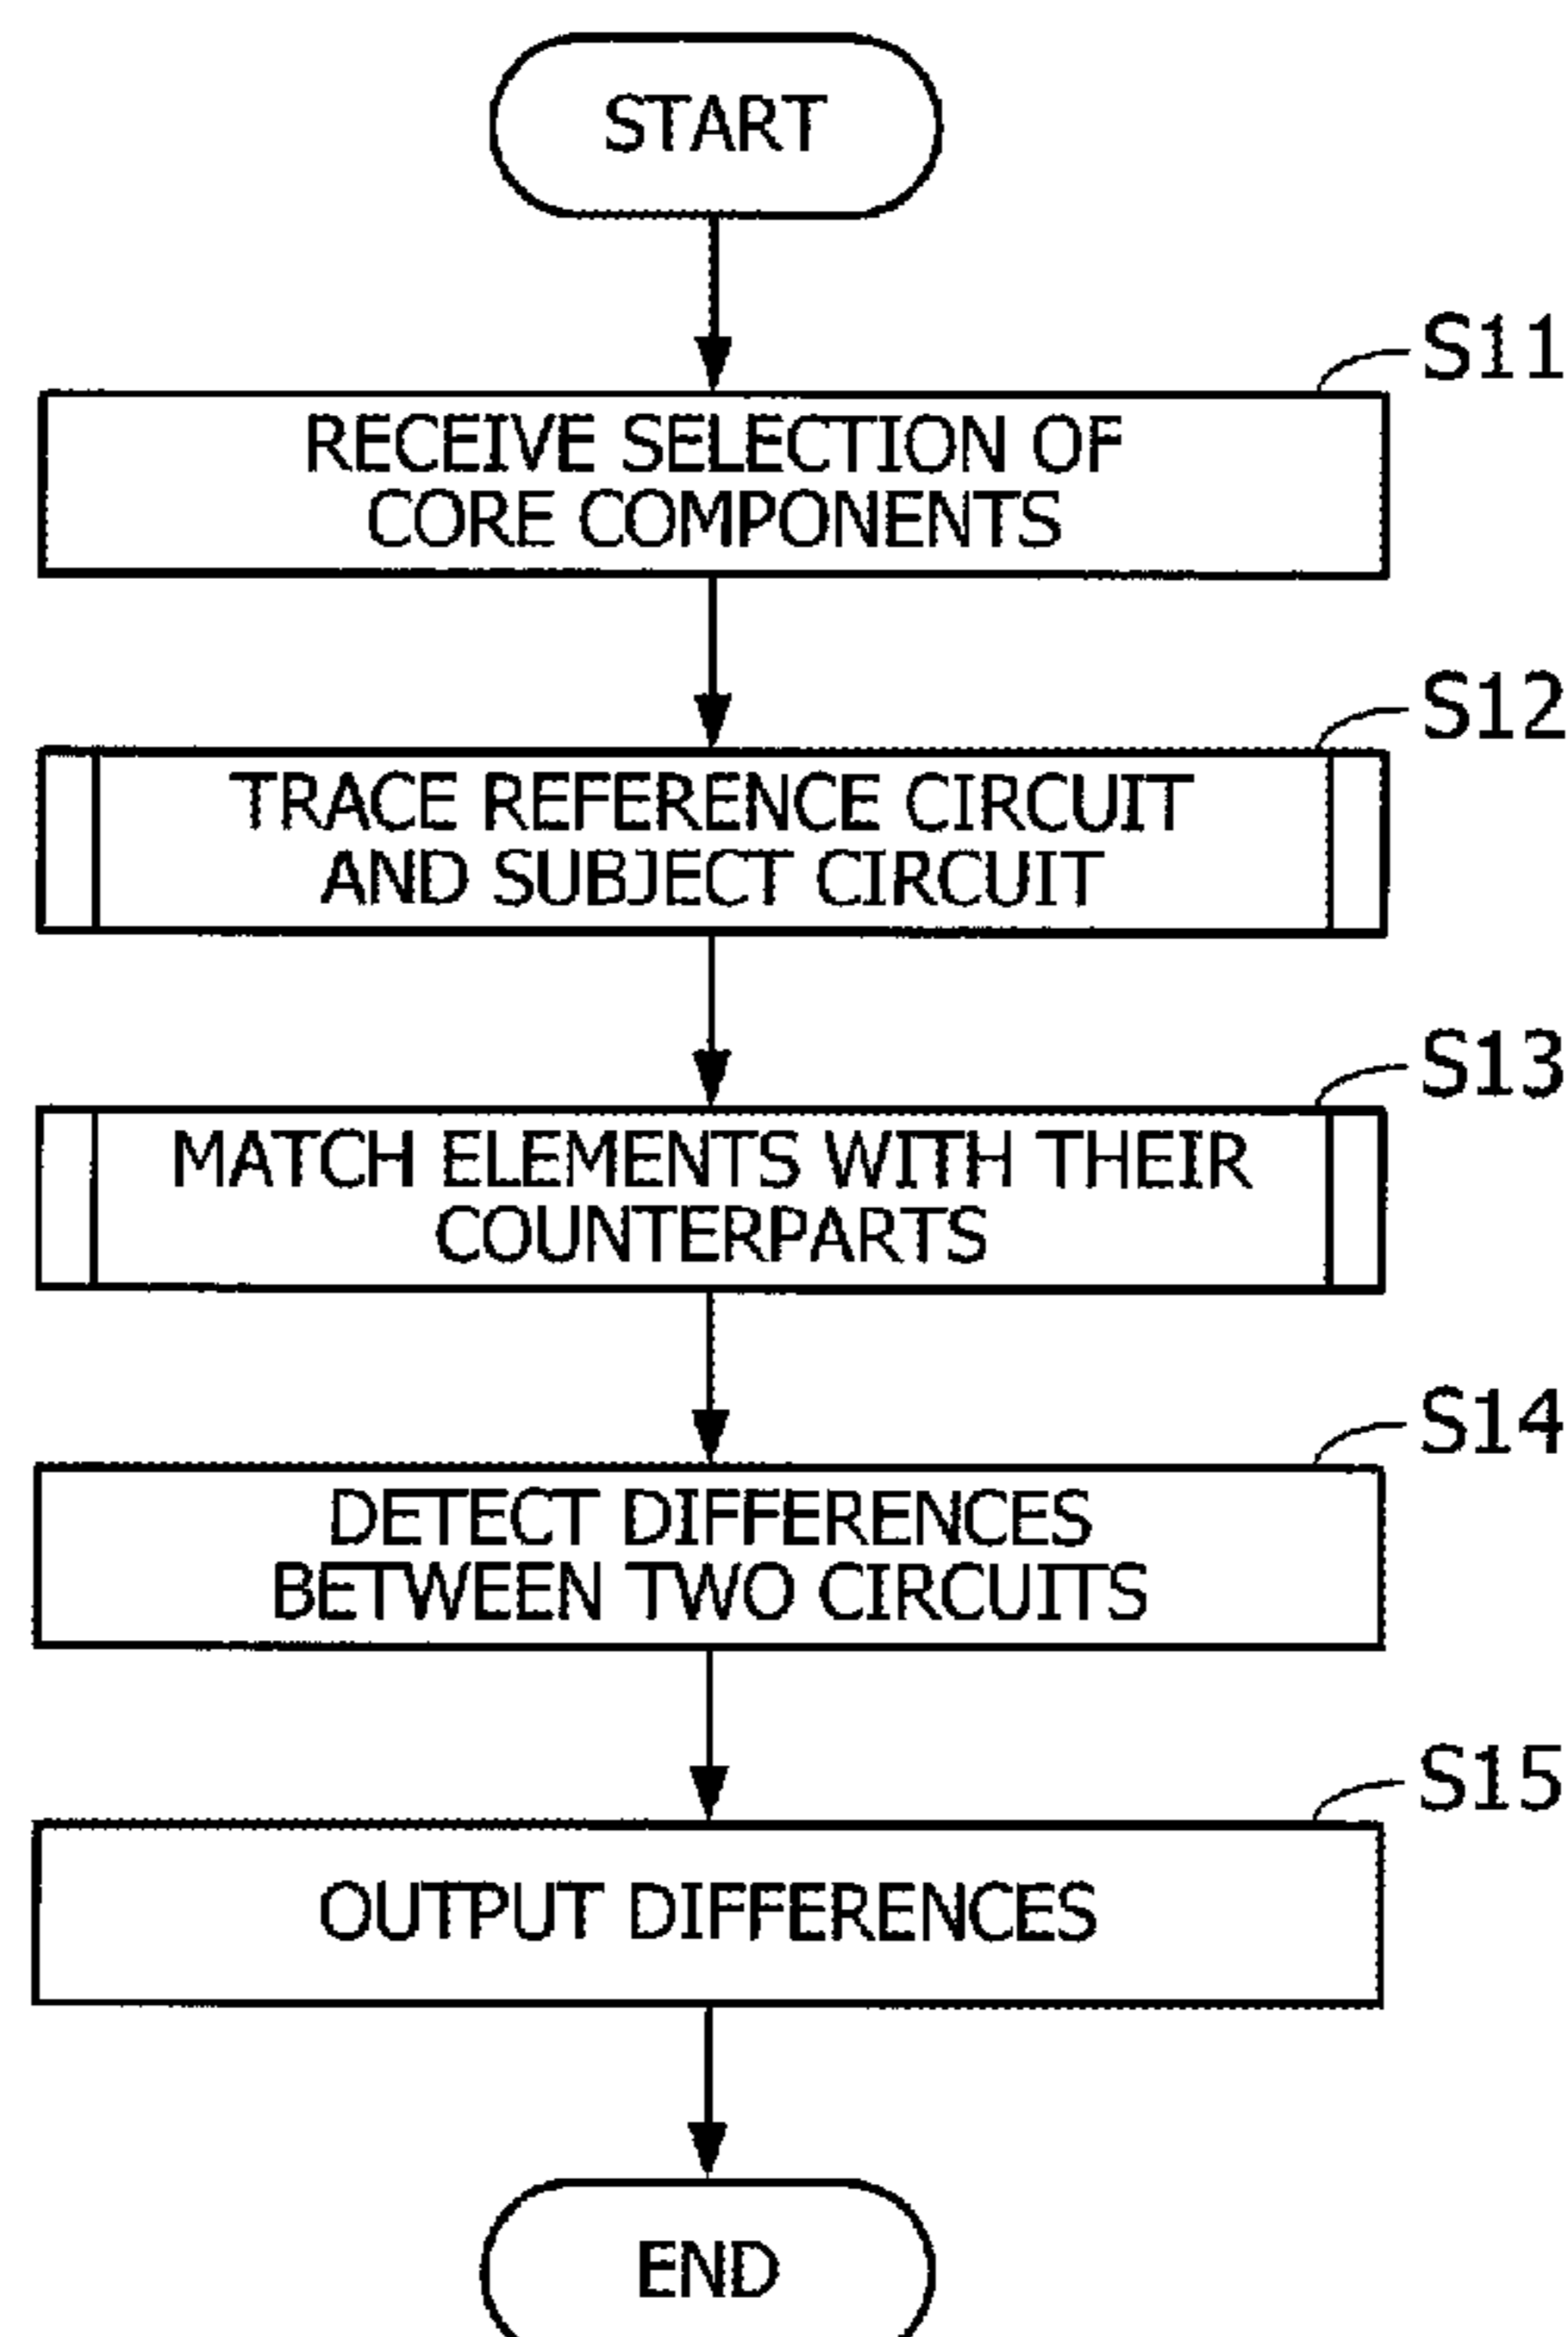 START
S11
RECEIVE SELECTION OF
CORE COMPONENTS
S12
TRACE REFERENCE CIRCUIT
AND SUBJECT CIRCUIT
S13
MATCH ELEMENTS WITH THEIR
COUNTERPARTS
S14
DETECT DIFFERENCES
BETWEEN TWO CIRCUITS
S15
OUTPUT DIFFERENCES
END